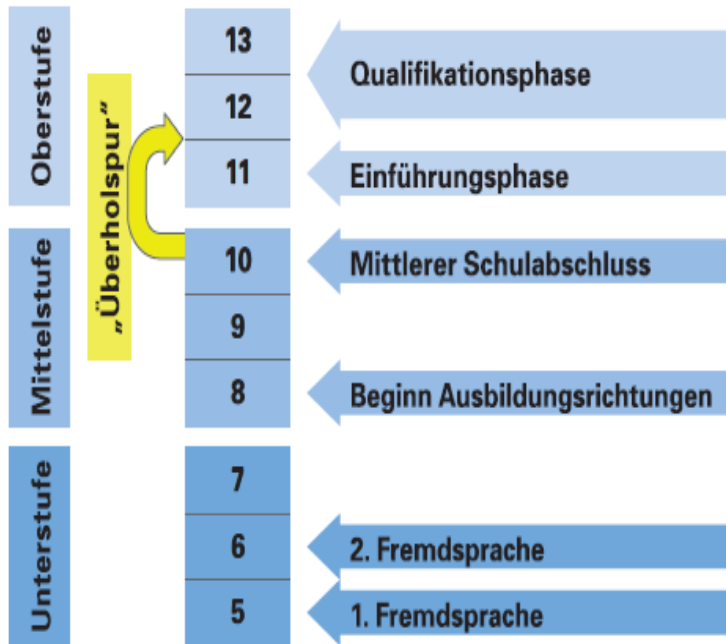 Oberstufe
„Überholspur“
13
12
11
Qualifikationsphase
Einführungsphase
Mittelstufe
10
9
8
Mittlerer Schulabschluss
Beginn Ausbildungsrichtungen
Unterstufe
7
6
5
2. Fremdsprache
1. Fremdsprache